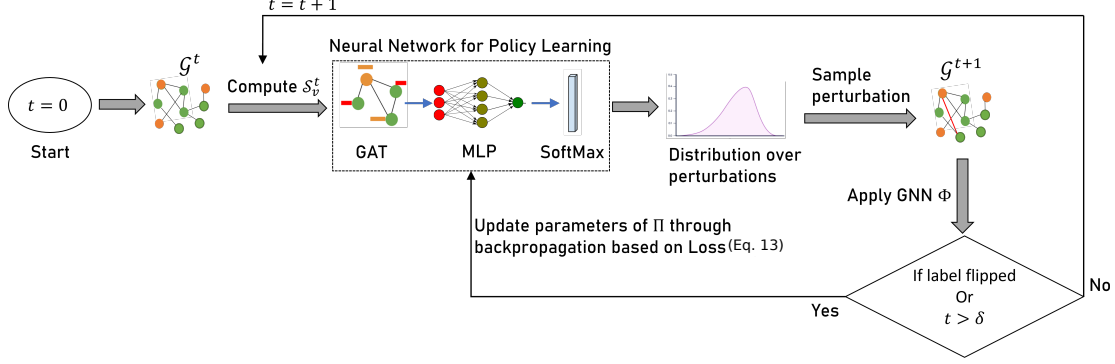 t = t + 1
Neural Network for Policy Learning
𝒢^t
Compute 𝒮_v^t
t = 0
Start
GAT
MLP
SoftMax
Distribution over
perturbations
Sample
perturbation
𝒢^{t+1}
Apply GNN Φ
Update parameters of Π through
backpropagation based on Loss(Eq. 13)
If label flipped
Or
t > δ
Yes
No